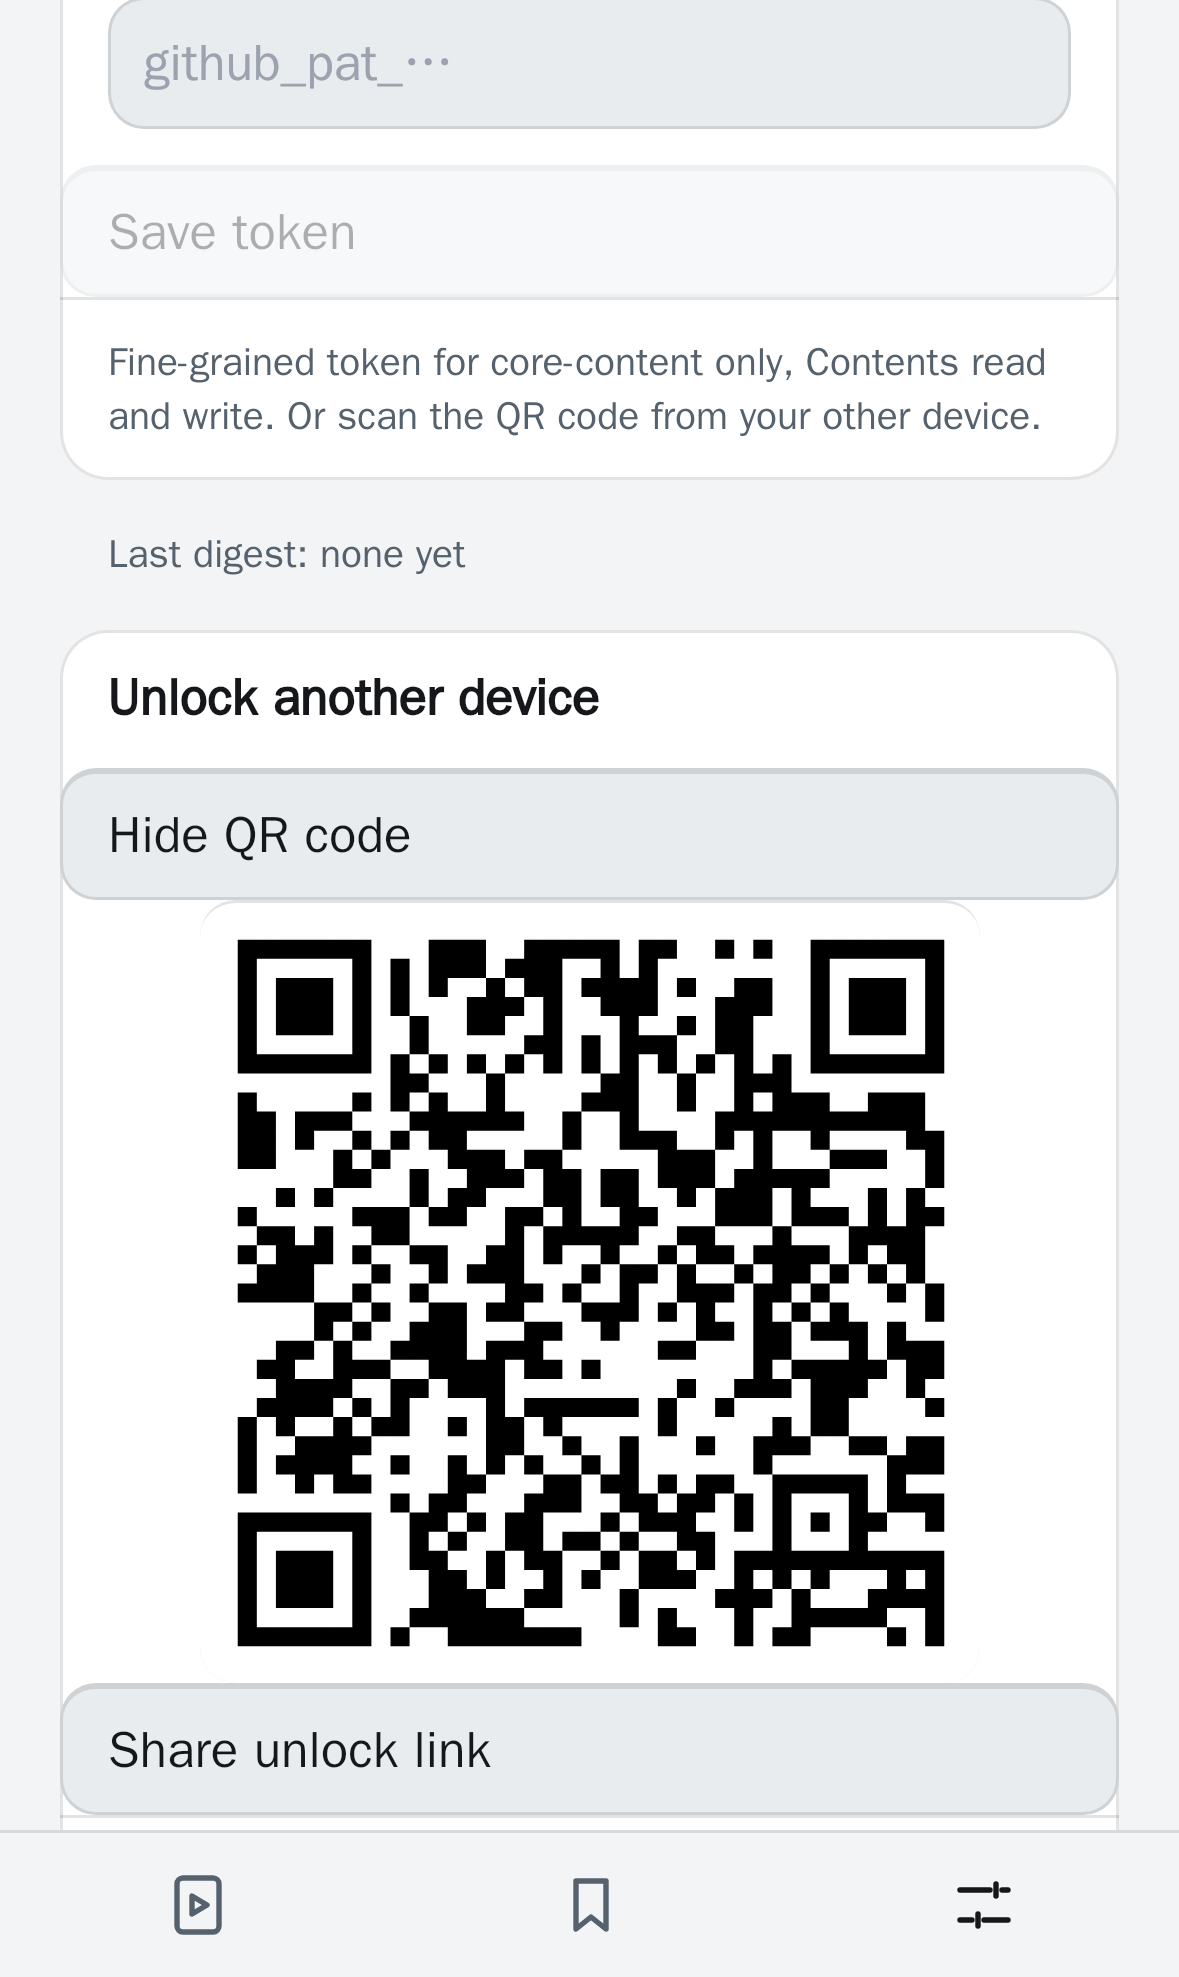 github_pat_…
Save token
Fine-grained token for core-content only, Contents read
and write. Or scan the QR code from your other device.
Last digest: none yet
Unlock another device
Hide QR code
Share unlock link